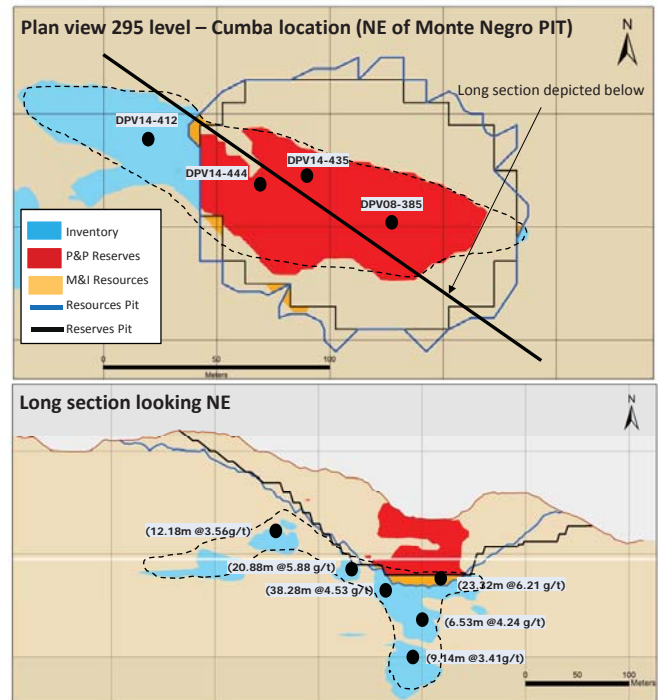 Plan view 295 level – Cumba location (NE of Monte Negro PIT)
N
Long section depicted below
DPV14-412
DPV14-435
DPV14-444
DPV08-385
Inventory
P&P Reserves
M&I Resources
Resources Pit
Reserves Pit
0 50 100
Meters
Long section looking NE
N
(12.18m @3.56g/t)
(20.88m @5.88 g/t)
(23.32m @6.21 g/t)
(38.28m @4.53 g/t)
(6.53m @4.24 g/t)
(9.14m @3.41g/t)
0 50 100
Meters